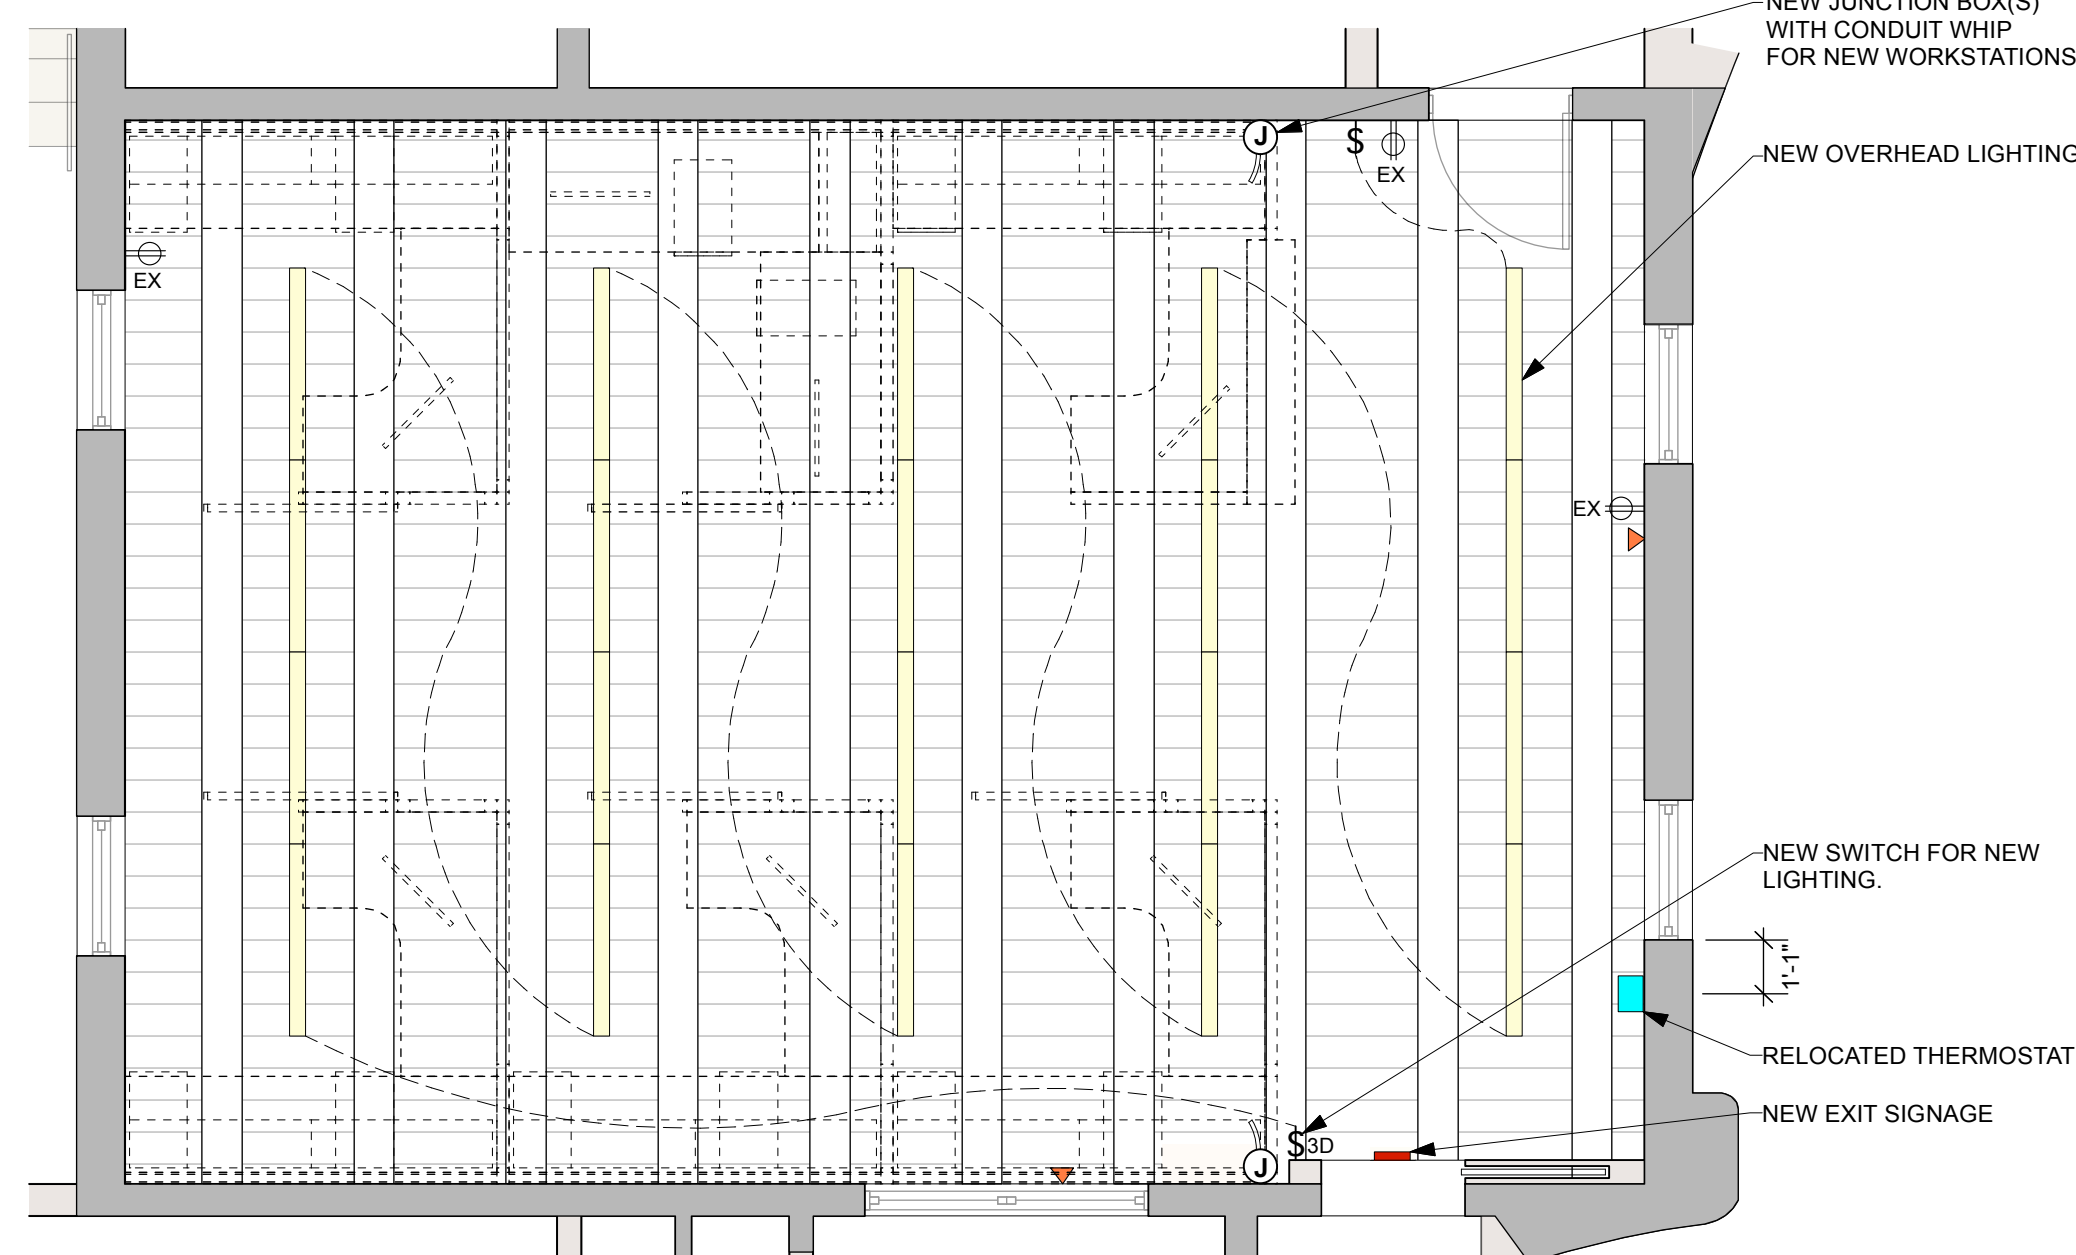 NEW JUNCTION BOX(S)
WITH CONDUIT WHIP
FOR NEW WORKSTATIONS
J
$
EX
NEW OVERHEAD LIGHTING
EX
EX
NEW SWITCH FOR NEW
LIGHTING.
1'-1"
RELOCATED THERMOSTAT
NEW EXIT SIGNAGE
$3D
J